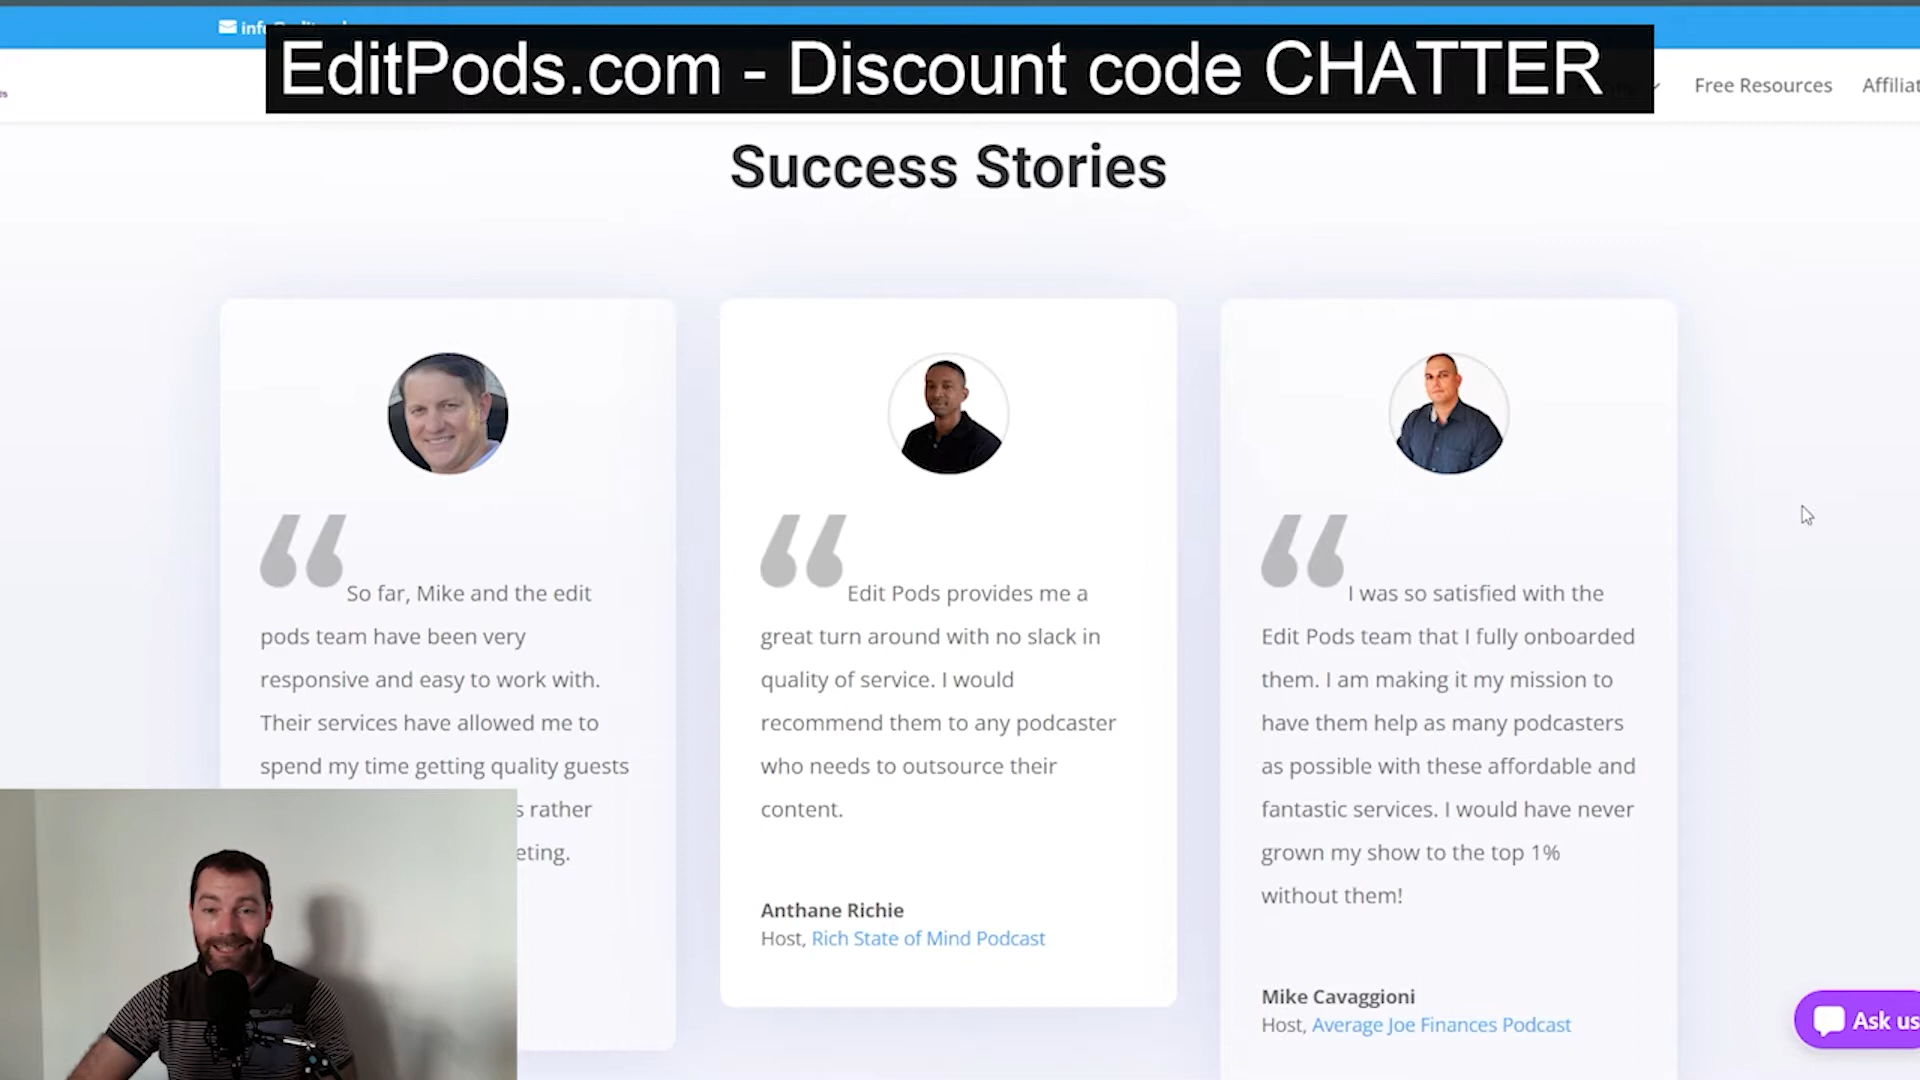 EditPods.com - Discount code CHATTER
Free Resources
Success Stories
So far, Mike and the edit
pods team have been very
responsive and easy to work with.
Their services have allowed me to
spend my time getting quality guests
rather
Edit Pods provides me a
great turn around with no slack in
quality of service. I would
recommend them to any podcaster
who needs to outsource their
content.
Anthane Richie
Host, Rich State of Mind Podcast
I was so satisfied with the
Edit Pods team that I fully onboarded
them. I am making it my mission to
have them help as many podcasters
as possible with these affordable and
fantastic services. I would have never
grown my show to the top 1%
without them!
Mike Cavaggioni
Host, Average Joe Finances Podcast
Ask us